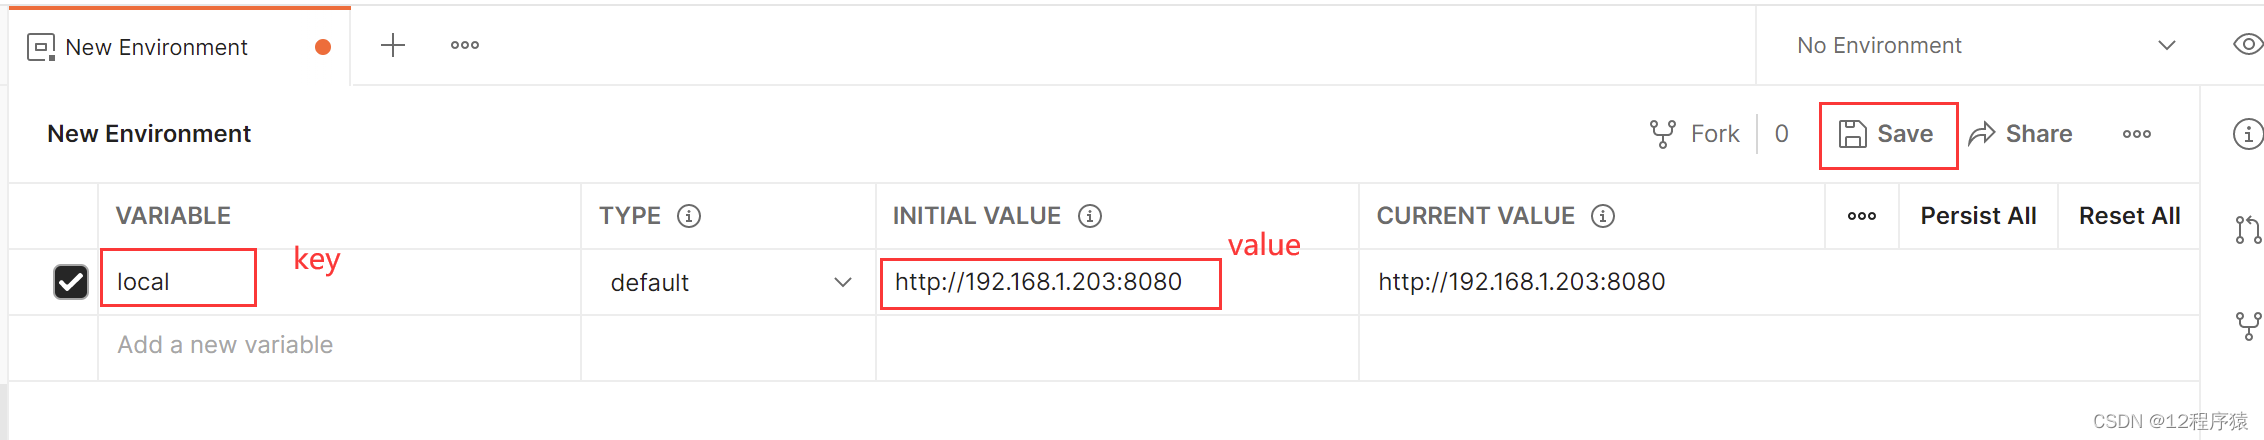 New Environment
No Environment
New Environment
Fork 0 Save Share
VARIABLE TYPE INITIAL VALUE CURRENT VALUE Persist All Reset All
key value
local default http://192.168.1.203:8080 http://192.168.1.203:8080
Add a new variable
CSDN @12程序猿